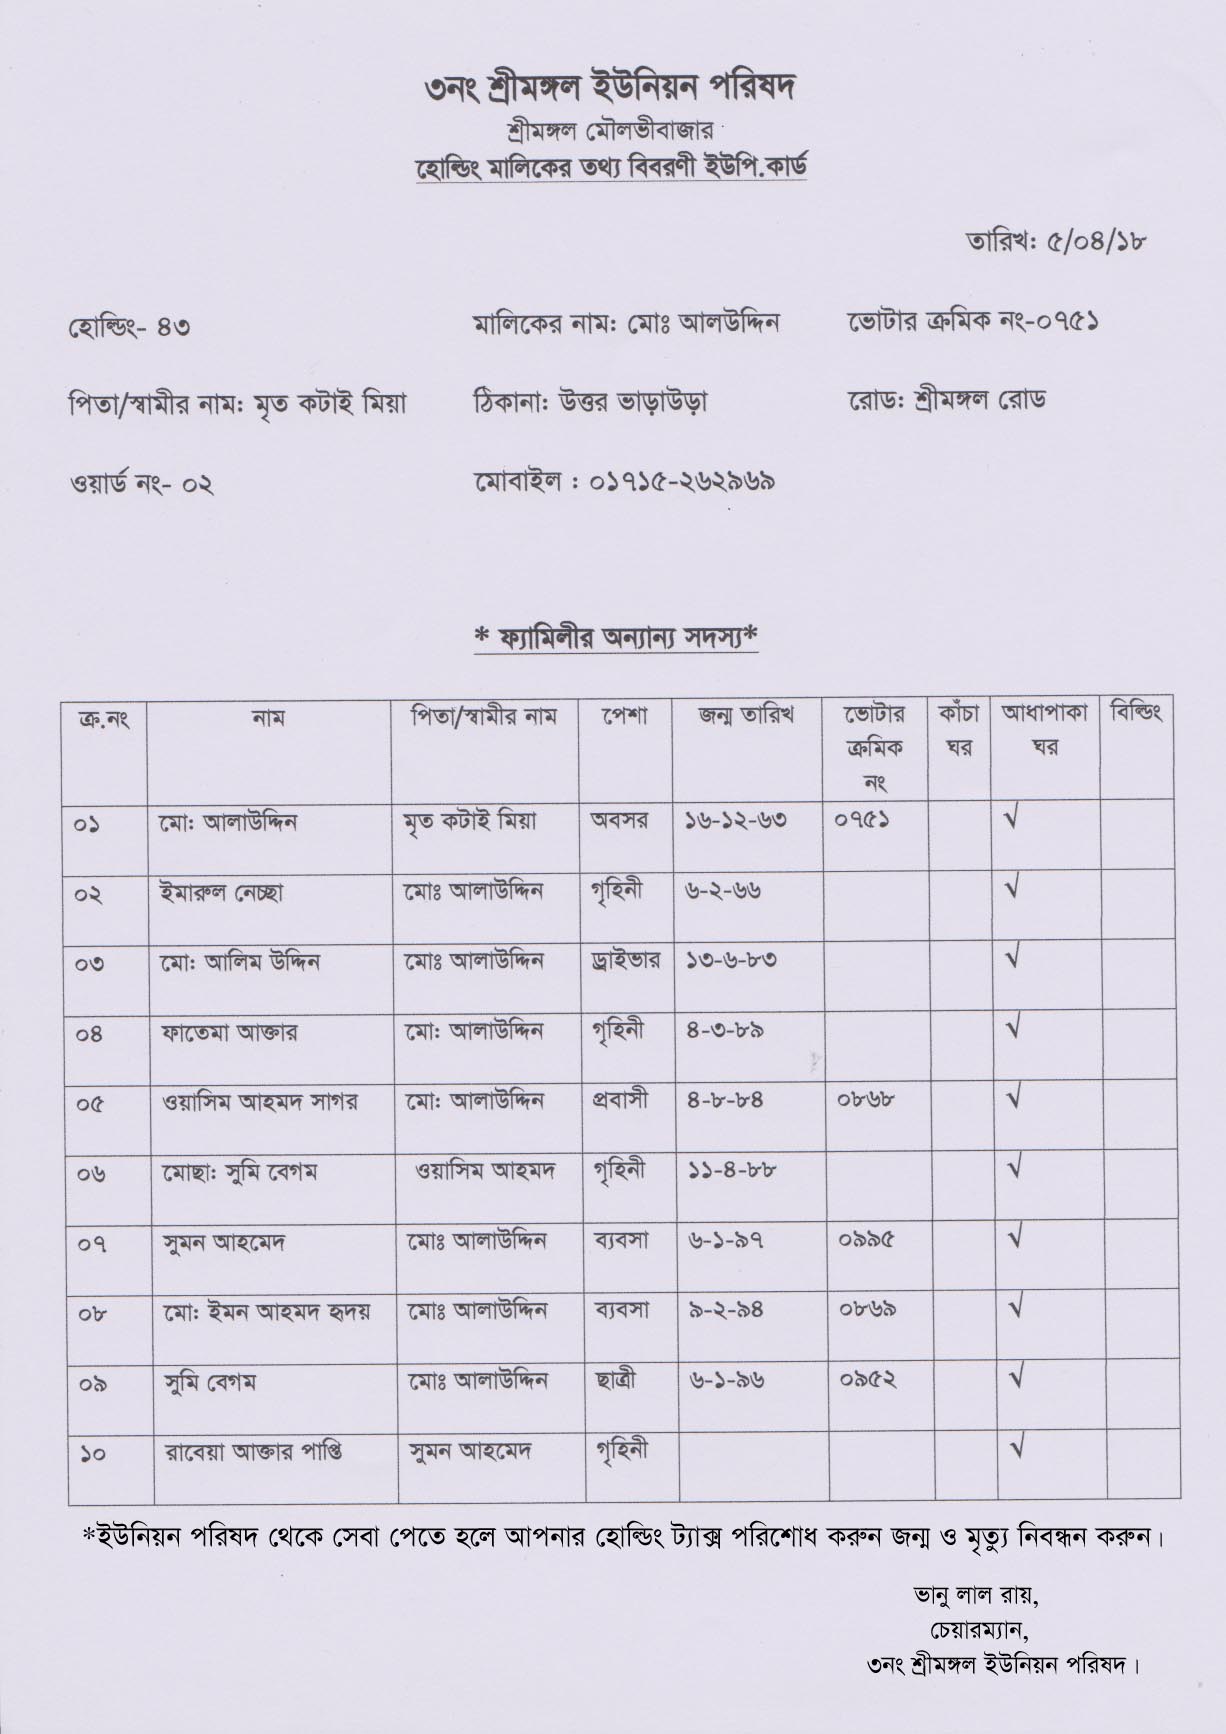 ৩নং শ্রীমঙ্গল ইউনিয়ন পরিষদ
শ্রীমঙ্গল মৌলভীবাজার
হোল্ডিং মালিকের তথ্য বিবরণী ইউপি.কার্ড
তারিখ: ৫/০৪/১৮
হোল্ডিং- ৪৩ মালিকের নাম: মোঃ আলউদ্দিন ভোটার ক্রমিক নং-০৭৫১
পিতা/স্বামীর নাম: মৃত কটাই মিয়া ঠিকানা: উত্তর ভাড়াউড়া রোড: শ্রীমঙ্গল রোড
ওয়ার্ড নং- ০২ মোবাইল : ০১৭১৫-২৬২৯৬৯
* ফ্যামিলীর অন্যান্য সদস্য*
ক্র.নং নাম পিতা/স্বামীর নাম পেশা জন্ম তারিখ ভোটার কাঁচা আধাপাকা বিল্ডিং
ক্রমিক ঘর ঘর
নং
০১ মো: আলাউদ্দিন মৃত কটাই মিয়া অবসর ১৬-১২-৬৩ ০৭৫১ √
০২ ইমারুল নেচ্ছা মোঃ আলাউদ্দিন গৃহিনী ৬-২-৬৬ √
০৩ মো: আলিম উদ্দিন মোঃ আলাউদ্দিন ড্রাইভার ১৩-৬-৮৩ √
০৪ ফাতেমা আক্তার মো: আলাউদ্দিন গৃহিনী ৪-৩-৮৯ √
০৫ ওয়াসিম আহমদ সাগর মো: আলাউদ্দিন প্রবাসী ৪-৮-৮৪ ০৮৬৮ √
০৬ মোছা: সুমি বেগম ওয়াসিম আহমদ গৃহিনী ১১-৪-৮৮ √
০৭ সুমন আহমেদ মোঃ আলাউদ্দিন ব্যবসা ৬-১-৯৭ ০৯৯৫ √
০৮ মো: ইমন আহমদ হৃদয় মোঃ আলাউদ্দিন ব্যবসা ৯-২-৯৪ ০৮৬৯ √
০৯ সুমি বেগম মোঃ আলাউদ্দিন ছাত্রী ৬-১-৯৬ ০৯৫২ √
১০ রাবেয়া আক্তার পাপ্তি সুমন আহমেদ গৃহিনী √
*ইউনিয়ন পরিষদ থেকে সেবা পেতে হলে আপনার হোল্ডিং ট্যাক্স পরিশোধ করুন জন্ম ও মৃত্যু নিবন্ধন করুন।
ভানু লাল রায়,
চেয়ারম্যান,
৩নং শ্রীমঙ্গল ইউনিয়ন পরিষদ।